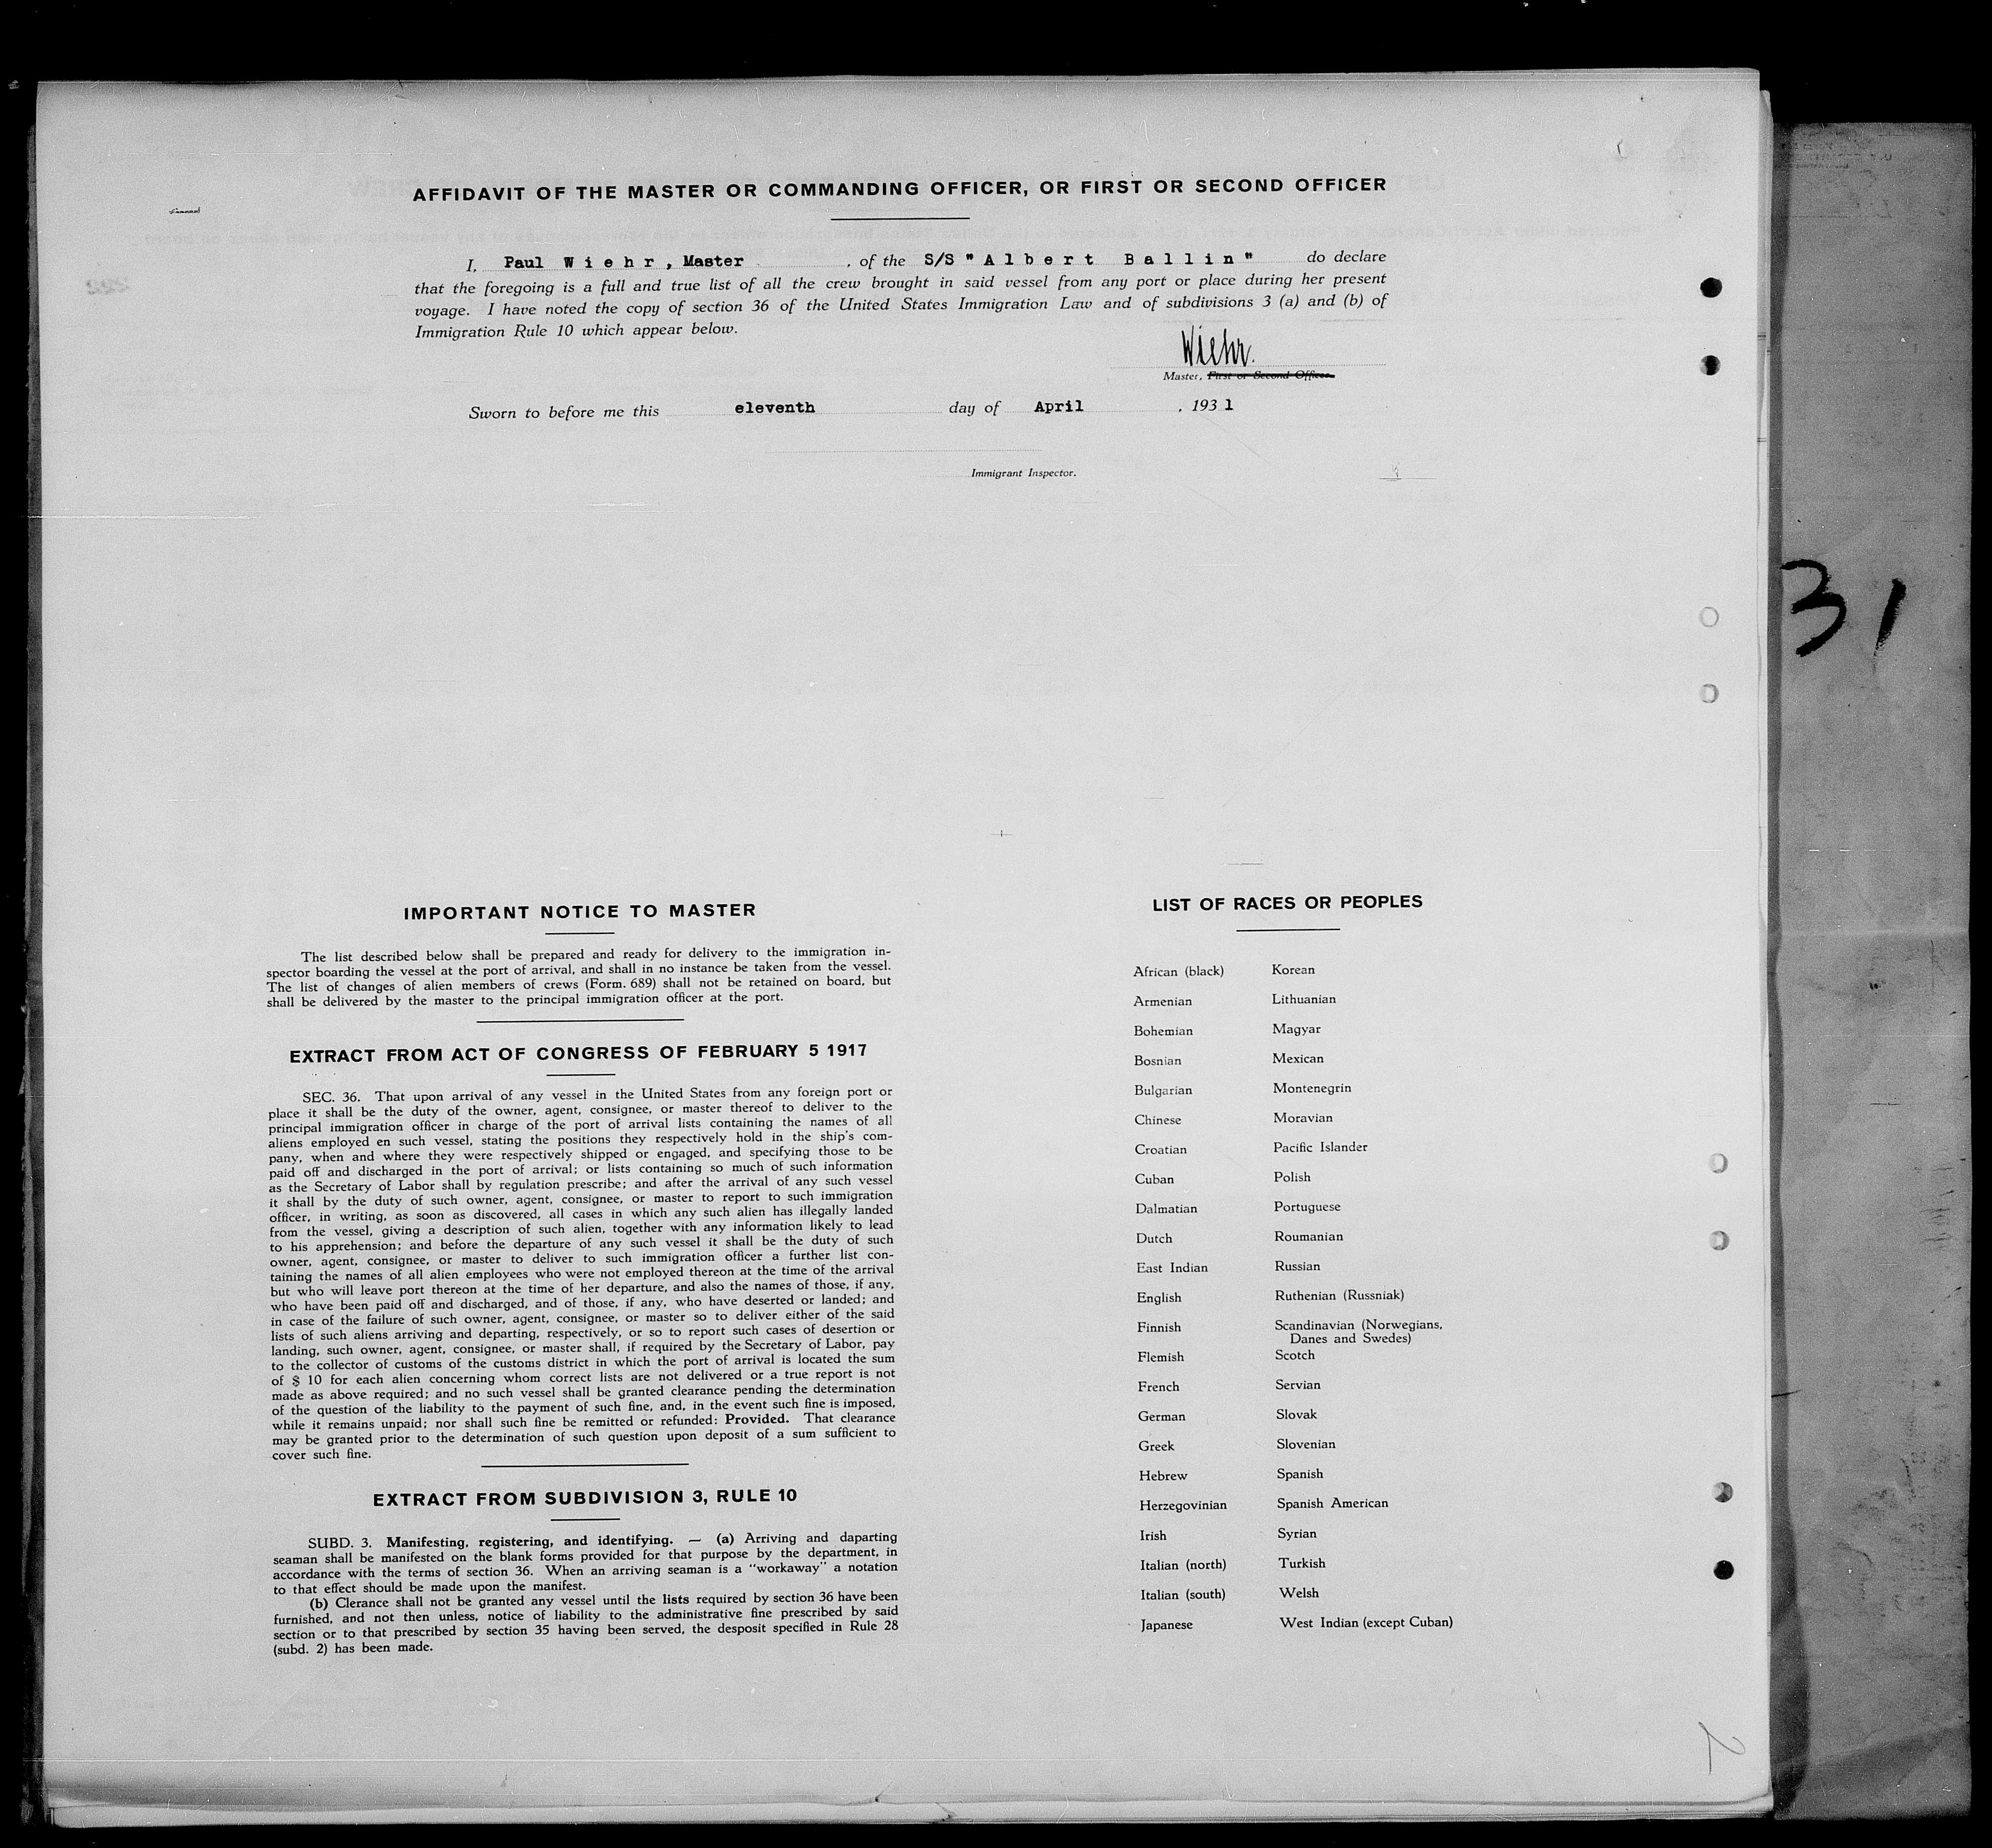 AFFIDAVIT OF THE MASTER OR COMMANDING OFFICER, OR FIRST OR SECOND OFFICER
I, Paul Wiehr, Master , of the S/S "Albert Ballin" do declare
that the foregoing is a full and true list of all the crew brought in said vessel from any port or place during her present
voyage. I have noted the copy of section 36 of the United States Immigration Law and of subdivisions 3 (a) and (b) of
Immigration Rule 10 which appear below.
Wiehr.
Master, First or Second Officer.
Sworn to before me this eleventh day of April , 1931
Immigrant Inspector.
31
IMPORTANT NOTICE TO MASTER
The list described below shall be prepared and ready for delivery to the immigration in-
spector boarding the vessel at the port of arrival, and shall in no instance be taken from the vessel.
The list of changes of alien members of crews (Form. 689) shall not be retained on board, but
shall be delivered by the master to the principal immigration officer at the port.
EXTRACT FROM ACT OF CONGRESS OF FEBRUARY 5 1917
SEC. 36. That upon arrival of any vessel in the United States from any foreign port or
place it shall be the duty of the owner, agent, consignee, or master thereof to deliver to the
principal immigration officer in charge of the port of arrival lists containing the names of all
aliens employed en such vessel, stating the positions they respectively hold in the ship's com-
pany, when and where they were respectively shipped or engaged, and specifying those to be
paid off and discharged in the port of arrival; or lists containing so much of such information
as the Secretary of Labor shall by regulation prescribe; and after the arrival of any such vessel
it shall by the duty of such owner, agent, consignee, or master to report to such immigration
officer, in writing, as soon as discovered, all cases in which any such alien has illegally landed
from the vessel, giving a description of such alien, together with any information likely to lead
to his apprehension; and before the departure of any such vessel it shall be the duty of such
owner, agent, consignee, or master to deliver to such immigration officer a further list con-
taining the names of all alien employees who were not employed thereon at the time of the arrival
but who will leave port thereon at the time of her departure, and also the names of those, if any,
who have been paid off and discharged, and of those, if any, who have deserted or landed; and
in case of the failure of such owner, agent, consignee, or master so to deliver either of the said
lists of such aliens arriving and departing, respectively, or so to report such cases of desertion or
landing, such owner, agent, consignee, or master shall, if required by the Secretary of Labor, pay
to the collector of customs of the customs district in which the port of arrival is located the sum
of $ 10 for each alien concerning whom correct lists are not delivered or a true report is not
made as above required; and no such vessel shall be granted clearance pending the determination
of the question of the liability to the payment of such fine, and, in the event such fine is imposed,
while it remains unpaid; nor shall such fine be remitted or refunded: Provided. That clearance
may be granted prior to the determination of such question upon deposit of a sum sufficient to
cover such fine.
EXTRACT FROM SUBDIVISION 3, RULE 10
SUBD. 3. Manifesting, registering, and identifying. — (a) Arriving and daparting
seaman shall be manifested on the blank forms provided for that purpose by the department, in
accordance with the terms of section 36. When an arriving seaman is a "workaway" a notation
to that effect should be made upon the manifest.
(b) Clerance shall not be granted any vessel until the lists required by section 36 have been
furnished, and not then unless, notice of liability to the administrative fine prescribed by said
section or to that prescribed by section 35 having been served, the desposit specified in Rule 28
(subd. 2) has been made.
LIST OF RACES OR PEOPLES
African (black) Korean
Armenian Lithuanian
Bohemian Magyar
Bosnian Mexican
Bulgarian Montenegrin
Chinese Moravian
Croatian Pacific Islander
Cuban Polish
Dalmatian Portuguese
Dutch Roumanian
East Indian Russian
English Ruthenian (Russniak)
Finnish Scandinavian (Norwegians,
Danes and Swedes)
Flemish Scotch
French Servian
German Slovak
Greek Slovenian
Hebrew Spanish
Herzegovinian Spanish American
Irish Syrian
Italian (north) Turkish
Italian (south) Welsh
Japanese West Indian (except Cuban)